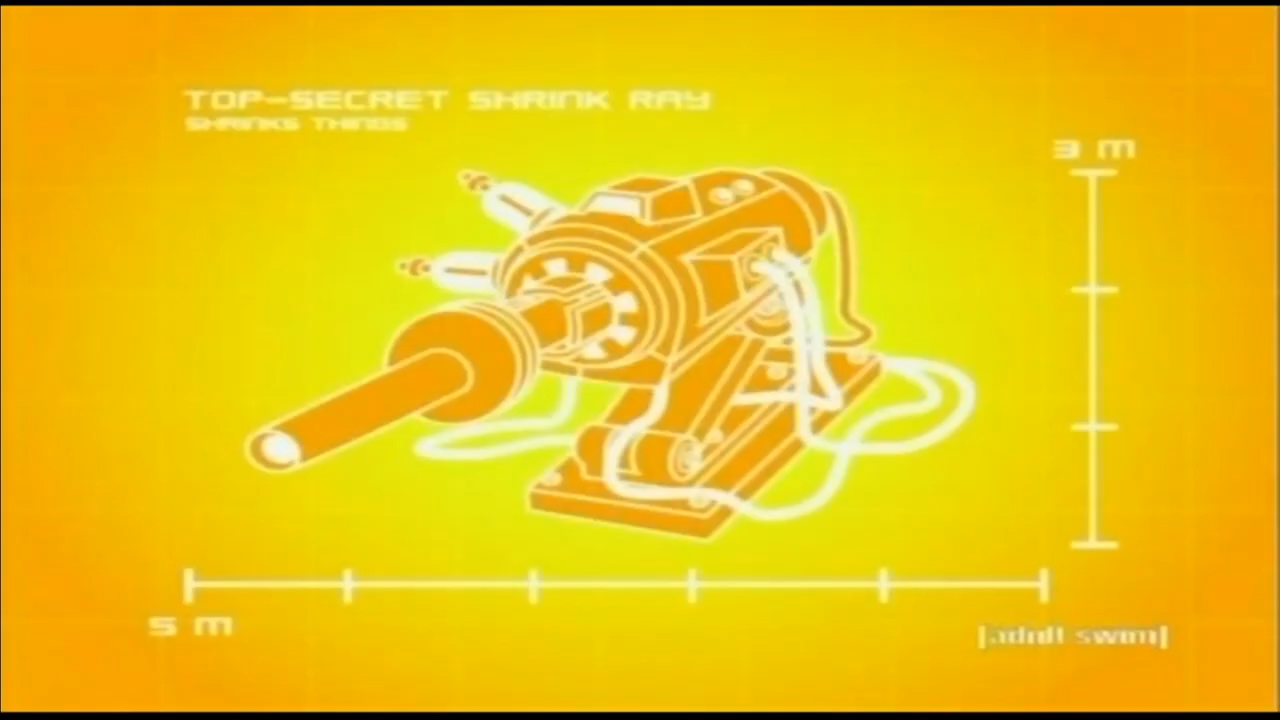 TOP-SECRET SHRINK RAY
SHRINKS THINGS
3 M
5 M
[adult swim]